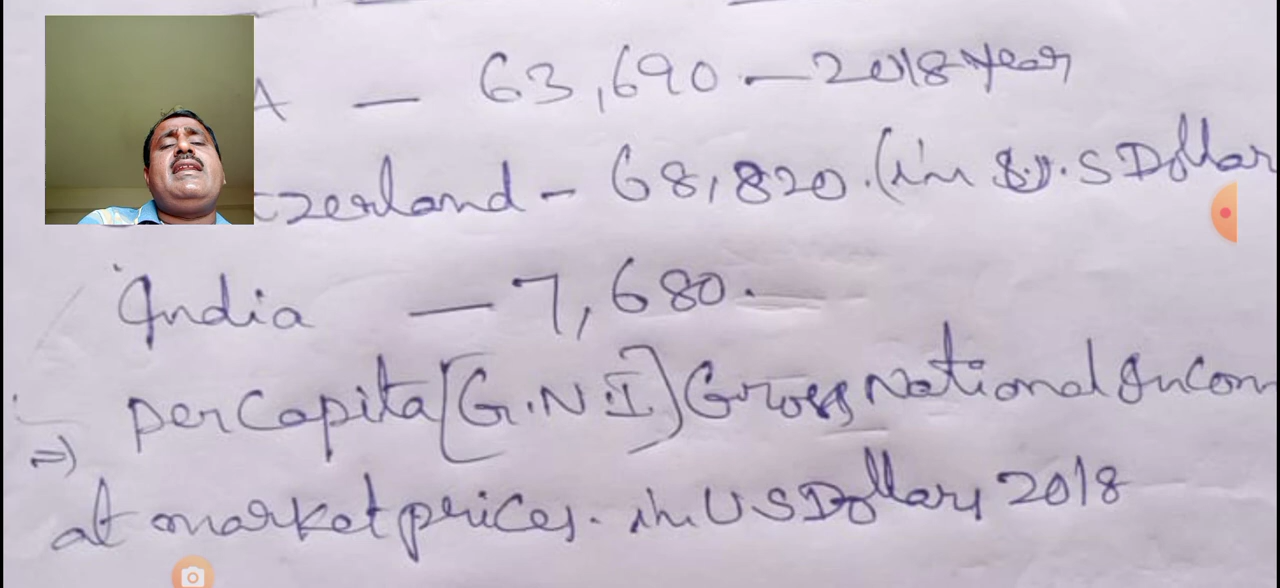 A — 63,690 — 2018 year
zerland - 68,820. (in U.S Dollar
India — 7,680.
⇒ per Capita [G.N.I] Gross National Incom
at market prices. in US Dollars 2018